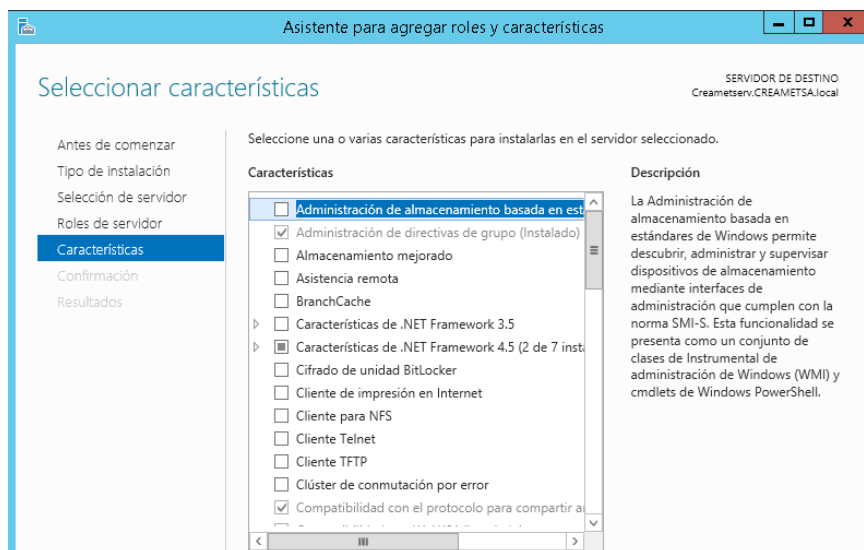 Asistente para agregar roles y características
Seleccionar características
SERVIDOR DE DESTINO
Creametserv.CREAMETSA.local
Antes de comenzar
Tipo de instalación
Selección de servidor
Roles de servidor
Características
Confirmación
Resultados
Seleccione una o varias características para instalarlas en el servidor seleccionado.
Características
Administración de almacenamiento basada en est
Administración de directivas de grupo (Instalado)
Almacenamiento mejorado
Asistencia remota
BranchCache
Características de .NET Framework 3.5
Características de .NET Framework 4.5 (2 de 7 insta
Cifrado de unidad BitLocker
Cliente de impresión en Internet
Cliente para NFS
Cliente Telnet
Cliente TFTP
Clúster de conmutación por error
Compatibilidad con el protocolo para compartir a
Descripción
La Administración de
almacenamiento basada en
estándares de Windows permite
descubrir, administrar y supervisar
dispositivos de almacenamiento
mediante interfaces de
administración que cumplen con la
norma SMI-S. Esta funcionalidad se
presenta como un conjunto de
clases de Instrumental de
administración de Windows (WMI) y
cmdlets de Windows PowerShell.